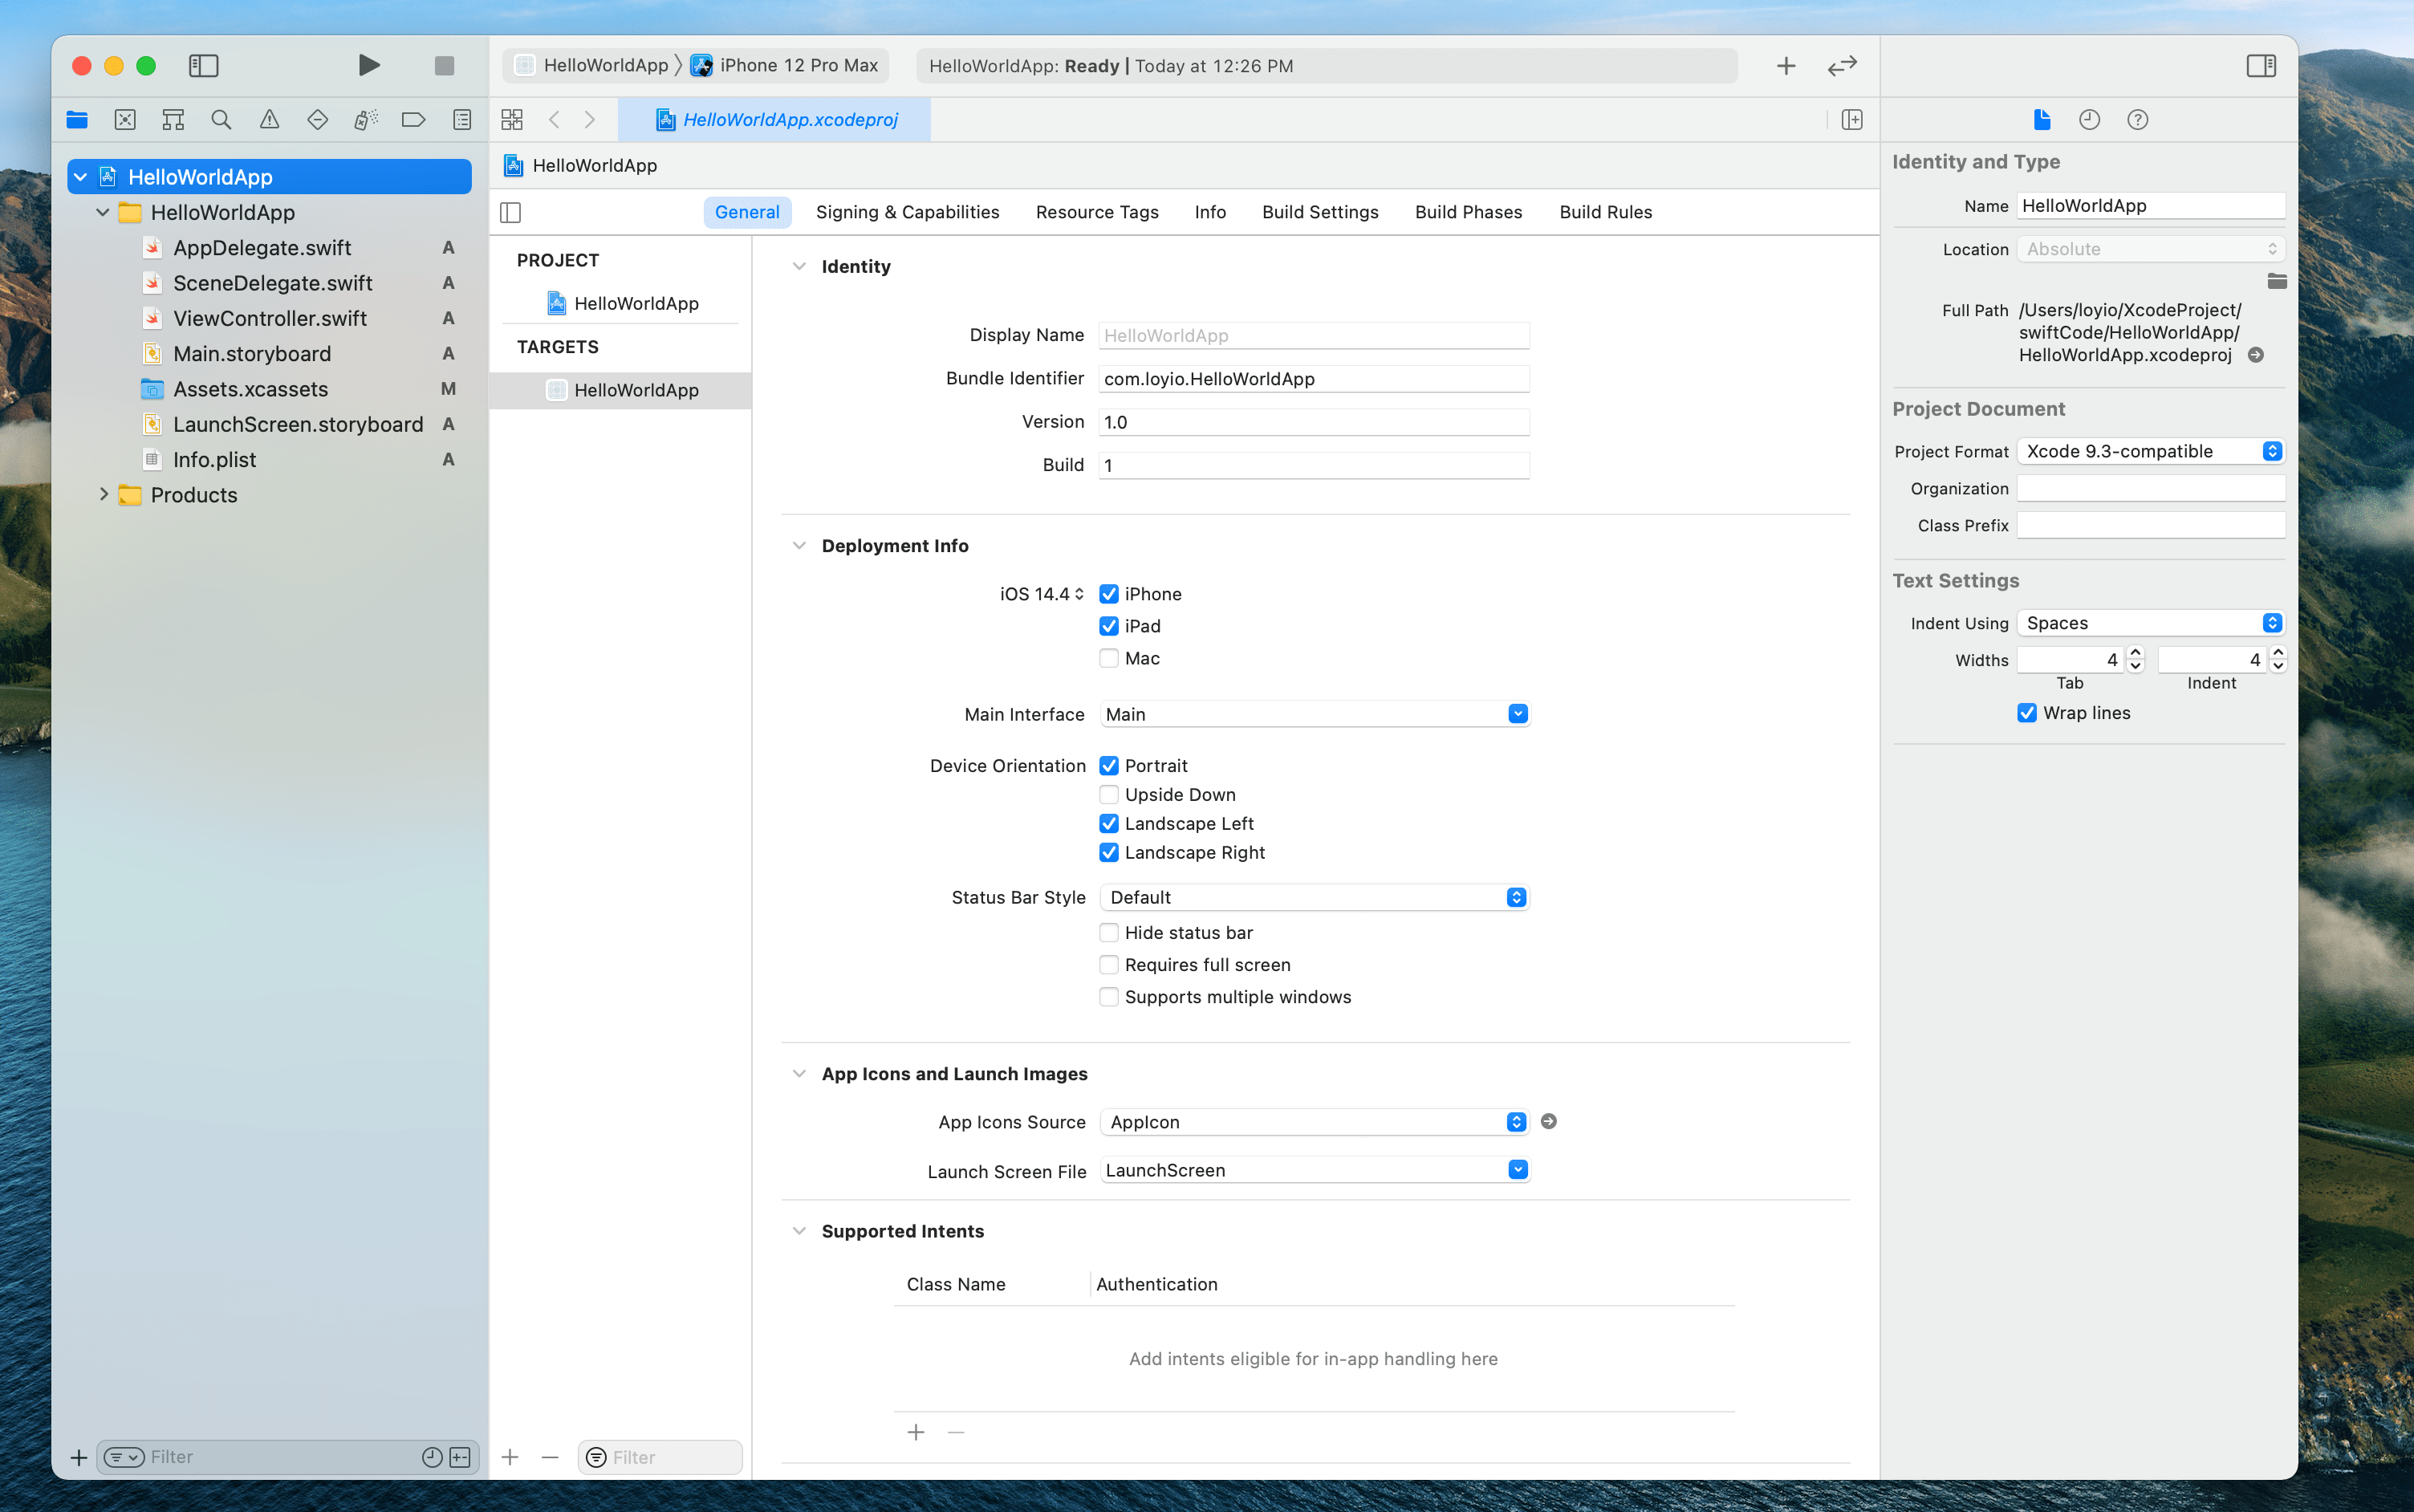 HelloWorldApp
iPhone 12 Pro Max
HelloWorldApp: Ready | Today at 12:26 PM
HelloWorldApp.xcodeproj
HelloWorldApp
HelloWorldApp
AppDelegate.swift A
SceneDelegate.swift A
ViewController.swift A
Main.storyboard A
Assets.xcassets M
LaunchScreen.storyboard A
Info.plist A
Products
Filter
HelloWorldApp
General Signing & Capabilities Resource Tags Info Build Settings Build Phases Build Rules
PROJECT
HelloWorldApp
TARGETS
HelloWorldApp
Filter
Identity
Display Name HelloWorldApp
Bundle Identifier com.loyio.HelloWorldApp
Version 1.0
Build 1
Deployment Info
iOS 14.4 iPhone
iPad
Mac
Main Interface Main
Device Orientation Portrait
Upside Down
Landscape Left
Landscape Right
Status Bar Style Default
Hide status bar
Requires full screen
Supports multiple windows
App Icons and Launch Images
App Icons Source AppIcon
Launch Screen File LaunchScreen
Supported Intents
Class Name Authentication
Add intents eligible for in-app handling here
Identity and Type
Name HelloWorldApp
Location Absolute
Full Path /Users/loyio/XcodeProject/
swiftCode/HelloWorldApp/
HelloWorldApp.xcodeproj
Project Document
Project Format Xcode 9.3-compatible
Organization
Class Prefix
Text Settings
Indent Using Spaces
Widths 4 4
Tab Indent
Wrap lines